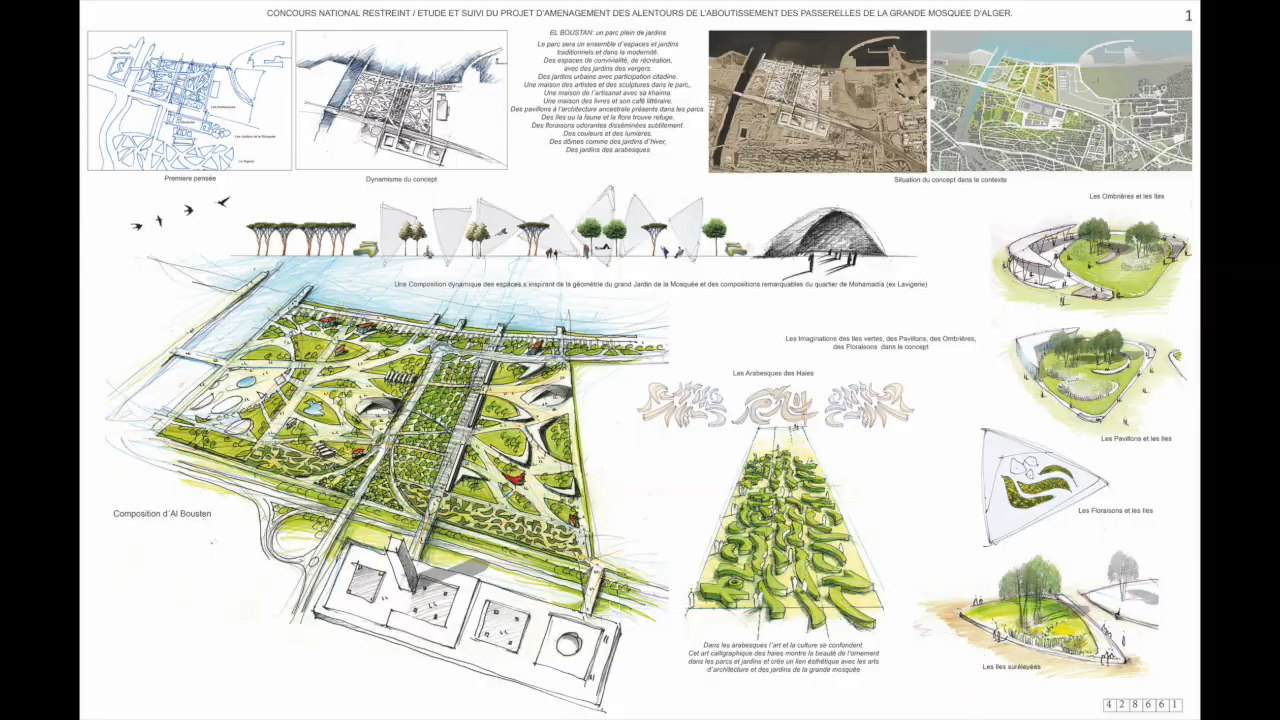 CONCOURS NATIONAL RESTREINT / ETUDE ET SUIVI DU PROJET D'AMENAGEMENT DES ALENTOURS DE L'ABOUTISSEMENT DES PASSERELLES DE LA GRANDE MOSQUEE D'ALGER.
1
EL BOUSTAN: un parc plein de jardins
Le parc sera un ensemble d'espaces et jardins
traditionnels et dans la modernité.
Des espaces de convivialité, de récréation,
avec des jardins des vergers.
Des jardins urbains avec participation citadine.
Une maison des artistes et des sculptures dans le parc,.
Une maison de l'artisanat avec sa khaima.
Une maison des livres et son café littéraire.
Des pavillons à l'architecture ancestrale présents dans les parcs.
Des îles ou la faune et la flore trouve refuge.
Des floraisons odorantes disséminées subtilement.
Des couleurs et des lumières.
Des dômes comme des jardins d'hiver,
Des jardins des arabesques
Les Arabesques
Les Jardins de la Mosquée
Premiere pensée
Dynamisme du concept
Situation du concept dans le contexte
Les Ombrières et les Iles
Une Composition dynamique des espaces s'inspirant de la géométrie du grand Jardin de la Mosquée et des compositions remarquables du quartier de Mohamadia (ex Lavigerie)
Les Imaginations des Iles vertes, des Pavillons, des Ombrières,
des Floraisons dans le concept
Les Arabesques des Haies
Les Pavillons et les Iles
Composition d'Al Bousten
Les Floraisons et les Iles
Dans les arabesques l'art et la culture se confondent.
Cet art calligraphique des haies montre la beauté de l'ornement
dans les parcs et jardins et crée un lien ésthétique avec les arts
d'architecture et des jardins de la grande mosquée
Les Iles surélevées
428661